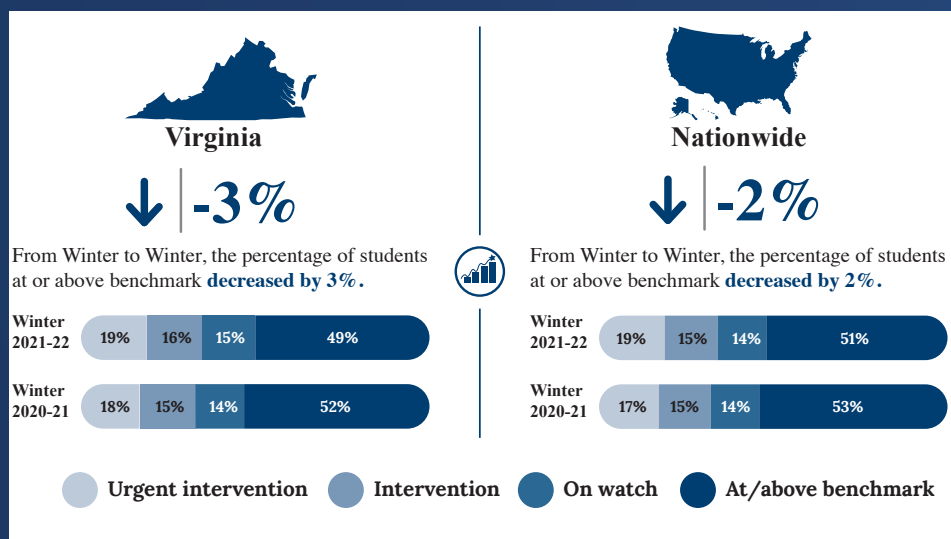 Virginia
-3%
From Winter to Winter, the percentage of students
at or above benchmark decreased by 3%.
Winter
2021-22
19% 16% 15% 49%
Winter
2020-21
18% 15% 14% 52%
Nationwide
-2%
From Winter to Winter, the percentage of students
at or above benchmark decreased by 2%.
Winter
2021-22
19% 15% 14% 51%
Winter
2020-21
17% 15% 14% 53%
Urgent intervention Intervention On watch At/above benchmark